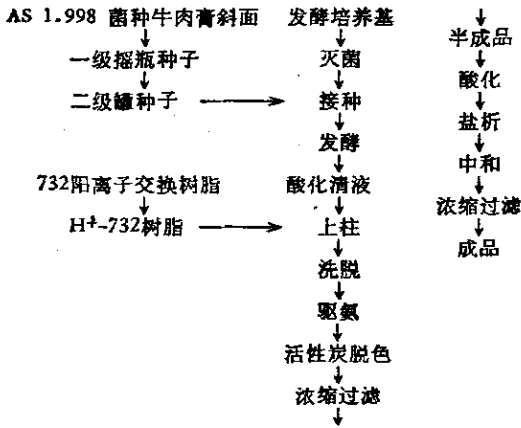 AS 1.998 菌种牛肉膏斜面
一级摇瓶种子
二级罐种子
732阳离子交换树脂
H+-732树脂
发酵培养基
灭菌
接种
发酵
酸化清液
上柱
洗脱
驱氨
活性炭脱色
浓缩过滤
半成品
酸化
盐析
中和
浓缩过滤
成品